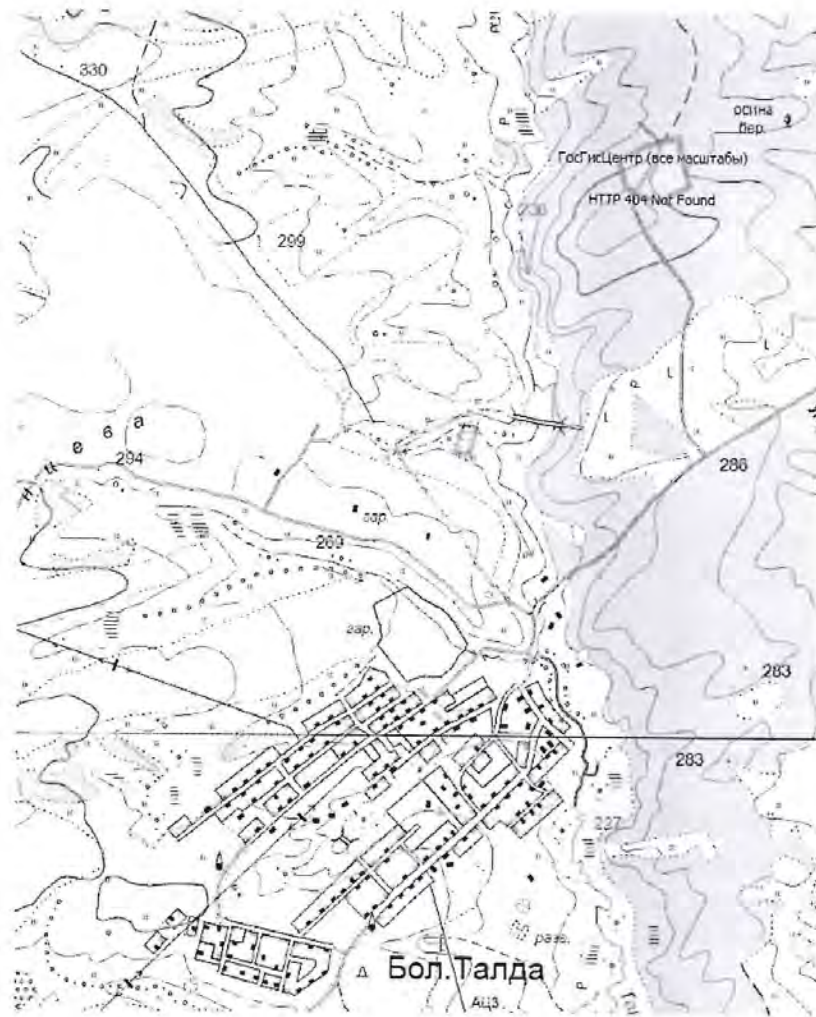 330
осина
бер.
ГосГисЦентр (все масштабы)
HTTP 404 Not Found
299
286
н и е в а
294
сар.
269
гар.
283
283
227
разв.
Бол.Талда
АЦЗ